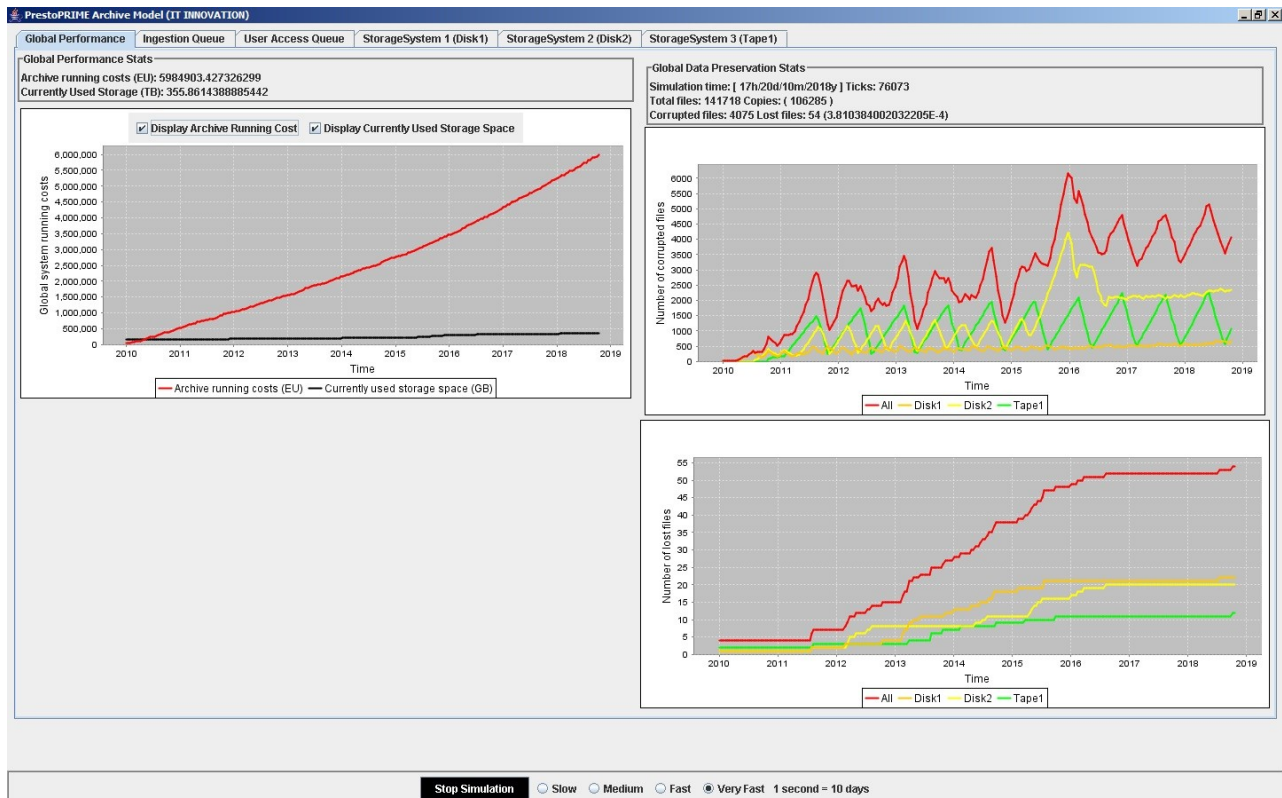 PrestoPRIME Archive Model (IT INNOVATION)
Global Performance Ingestion Queue User Access Queue StorageSystem 1 (Disk1) StorageSystem 2 (Disk2) StorageSystem 3 (Tape1)
Global Performance Stats
Archive running costs (EU): 5984903.427326299
Currently Used Storage (TB): 355.8614388885442
Display Archive Running Cost Display Currently Used Storage Space
Global system running costs
6,000,000
5,500,000
5,000,000
4,500,000
4,000,000
3,500,000
3,000,000
2,500,000
2,000,000
1,500,000
1,000,000
500,000
0
2010 2011 2012 2013 2014 2015 2016 2017 2018 2019
Time
Archive running costs (EU) Currently used storage space (GB)
Global Data Preservation Stats
Simulation time: [ 17h/20d/10m/2018y ] Ticks: 76073
Total files: 141718 Copies: ( 106285 )
Corrupted files: 4075 Lost files: 54 (3.810384002032205E-4)
Number of corrupted files
6000
5500
5000
4500
4000
3500
3000
2500
2000
1500
1000
500
0
2010 2011 2012 2013 2014 2015 2016 2017 2018 2019
Time
All Disk1 Disk2 Tape1
Number of lost files
55
50
45
40
35
30
25
20
15
10
5
0
2010 2011 2012 2013 2014 2015 2016 2017 2018 2019
Time
All Disk1 Disk2 Tape1
Stop Simulation Slow Medium Fast Very Fast 1 second = 10 days